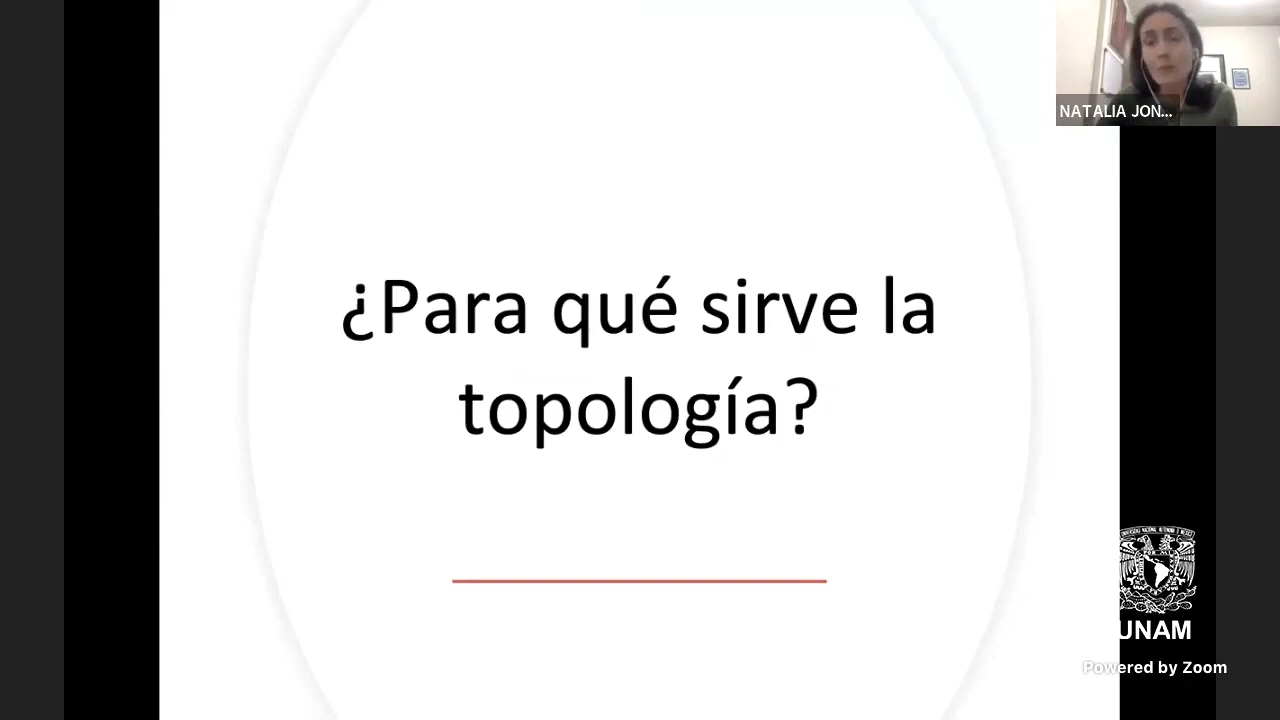 NATALIA JON...
¿Para qué sirve la
topología?
UNAM
Powered by Zoom